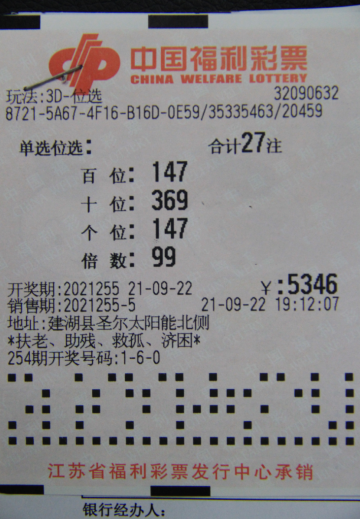 中国福利彩票
CHINA WELFARE LOTTERY
玩法:3D-位选 32090632
8721-5A67-4F16-B16D-0E59/35335463/20459
单选位选: 合计27注
百 位: 147
十 位: 369
个 位: 147
倍 数: 99
开奖期:2021255 21-09-22 ￥:5346
销售期:2021255-5 21-09-22 19:12:07
地址:建湖县圣尔太阳能北侧
*扶老、助残、救孤、济困*
254期开奖号码:1-6-0
江苏省福利彩票发行中心承销
银行经办人: